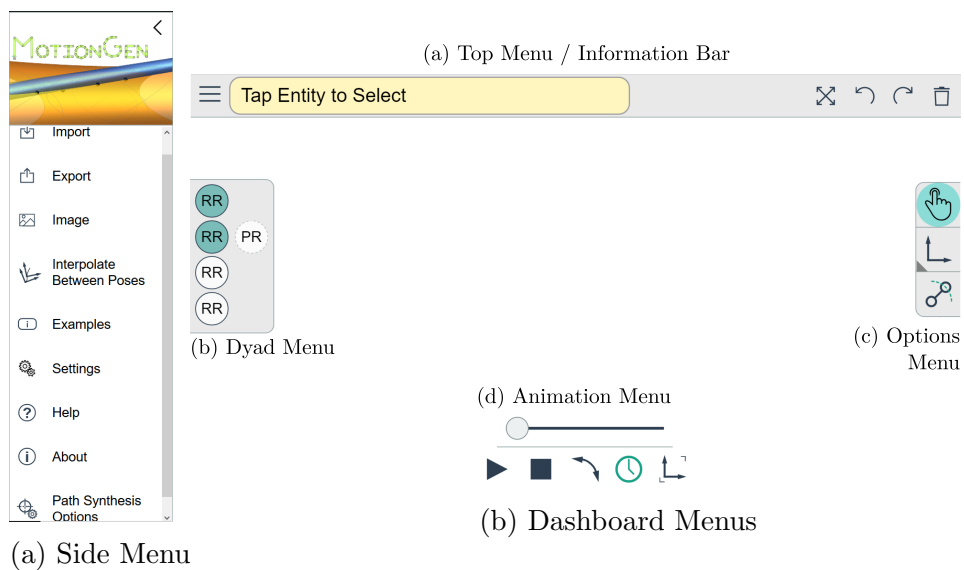 MOTIONGEN
Import
Export
Image
Interpolate
Between Poses
Examples
Settings
Help
About
Path Synthesis
Options
(a) Side Menu
(a) Top Menu / Information Bar
Tap Entity to Select
RR
RR PR
RR
RR
(b) Dyad Menu
(c) Options
Menu
(d) Animation Menu
(b) Dashboard Menus